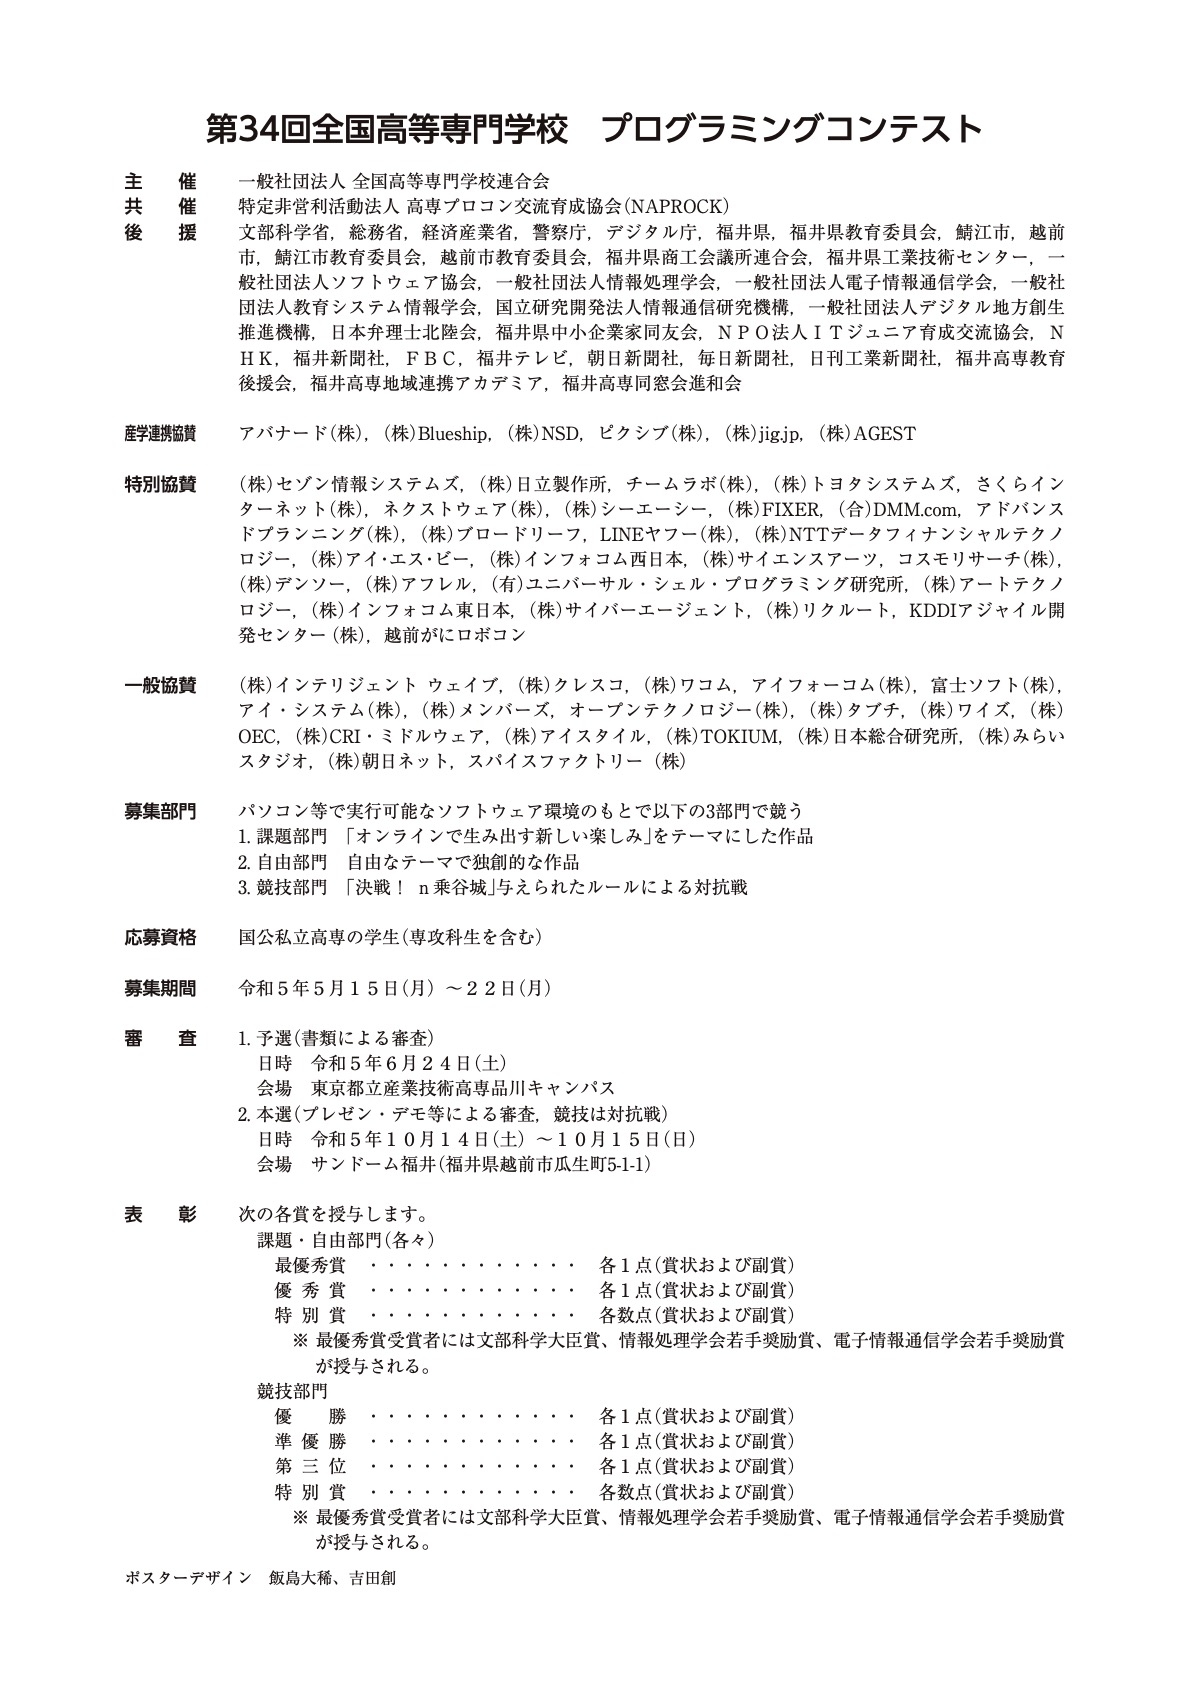 第34回全国高等専門学校　プログラミングコンテスト
主　催　一般社団法人 全国高等専門学校連合会
共　催　特定非営利活動法人 高専プロコン交流育成協会(NAPROCK)
後　援　文部科学省，総務省，経済産業省，警察庁，デジタル庁，福井県，福井県教育委員会，鯖江市，越前
市，鯖江市教育委員会，越前市教育委員会，福井県商工会議所連合会，福井県工業技術センター，一
般社団法人ソフトウェア協会，一般社団法人情報処理学会，一般社団法人電子情報通信学会，一般社
団法人教育システム情報学会，国立研究開発法人情報通信研究機構，一般社団法人デジタル地方創生
推進機構，日本弁理士北陸会，福井県中小企業家同友会，ＮＰＯ法人ＩＴジュニア育成交流協会，Ｎ
ＨＫ，福井新聞社，ＦＢＣ，福井テレビ，朝日新聞社，毎日新聞社，日刊工業新聞社，福井高専教育
後援会，福井高専地域連携アカデミア，福井高専同窓会進和会
産学連携協賛　アバナード(株)，(株)Blueship，(株)NSD，ピクシブ(株)，(株)jig.jp，(株)AGEST
特別協賛　(株)セゾン情報システムズ，(株)日立製作所，チームラボ(株)，(株)トヨタシステムズ，さくらイン
ターネット(株)，ネクストウェア(株)，(株)シーエーシー，(株)FIXER，(合)DMM.com，アドバンス
ドプランニング(株)，(株)ブロードリーフ，LINEヤフー(株)，(株)NTTデータフィナンシャルテクノ
ロジー，(株)アイ・エス・ビー，(株)インフォコム西日本，(株)サイエンスアーツ，コスモリサーチ(株)，
(株)デンソー，(株)アフレル，(有)ユニバーサル・シェル・プログラミング研究所，(株)アートテクノ
ロジー，(株)インフォコム東日本，(株)サイバーエージェント，(株)リクルート，KDDIアジャイル開
発センター (株)，越前がにロボコン
一般協賛　(株)インテリジェント ウェイブ，(株)クレスコ，(株)ワコム，アイフォーコム(株)，富士ソフト(株)，
アイ・システム(株)，(株)メンバーズ，オープンテクノロジー(株)，(株)タブチ，(株)ワイズ，(株)
OEC，(株)CRI・ミドルウェア，(株)アイスタイル，(株)TOKIUM，(株)日本総合研究所，(株)みらい
スタジオ，(株)朝日ネット，スパイスファクトリー (株)
募集部門　パソコン等で実行可能なソフトウェア環境のもとで以下の3部門で競う
1. 課題部門　「オンラインで生み出す新しい楽しみ」をテーマにした作品
2. 自由部門　自由なテーマで独創的な作品
3. 競技部門　「決戦！ ｎ乗谷城」与えられたルールによる対抗戦
応募資格　国公私立高専の学生(専攻科生を含む)
募集期間　令和５年５月１５日(月) ～２２日(月)
審　査　1. 予選(書類による審査)
日時　令和５年６月２４日(土)
会場　東京都立産業技術高専品川キャンパス
2. 本選(プレゼン・デモ等による審査，競技は対抗戦)
日時　令和５年１０月１４日(土) ～１０月１５日(日)
会場　サンドーム福井(福井県越前市瓜生町5-1-1)
表　彰　次の各賞を授与します。
課題・自由部門(各々)
最優秀賞　・・・・・・・・・・・・　各１点(賞状および副賞)
優 秀 賞　・・・・・・・・・・・・　各１点(賞状および副賞)
特 別 賞　・・・・・・・・・・・・　各数点(賞状および副賞)
※ 最優秀賞受賞者には文部科学大臣賞、情報処理学会若手奨励賞、電子情報通信学会若手奨励賞
が授与される。
競技部門
優　勝　・・・・・・・・・・・・　各１点(賞状および副賞)
準 優 勝　・・・・・・・・・・・・　各１点(賞状および副賞)
第 三 位　・・・・・・・・・・・・　各１点(賞状および副賞)
特 別 賞　・・・・・・・・・・・・　各数点(賞状および副賞)
※ 最優秀賞受賞者には文部科学大臣賞、情報処理学会若手奨励賞、電子情報通信学会若手奨励賞
が授与される。
ポスターデザイン　飯島大稀、吉田創